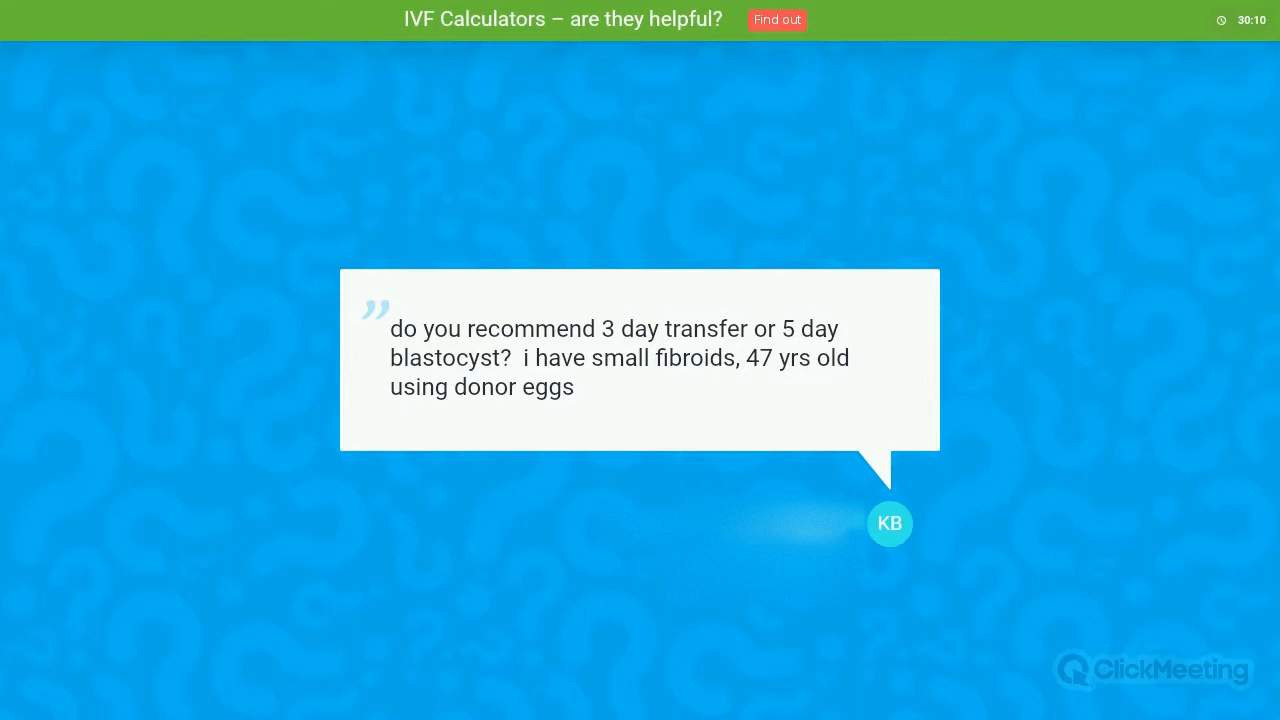 IVF Calculators – are they helpful?
Find out
30:10
”
do you recommend 3 day transfer or 5 day
blastocyst?  i have small fibroids, 47 yrs old
using donor eggs
KB
ClickMeeting